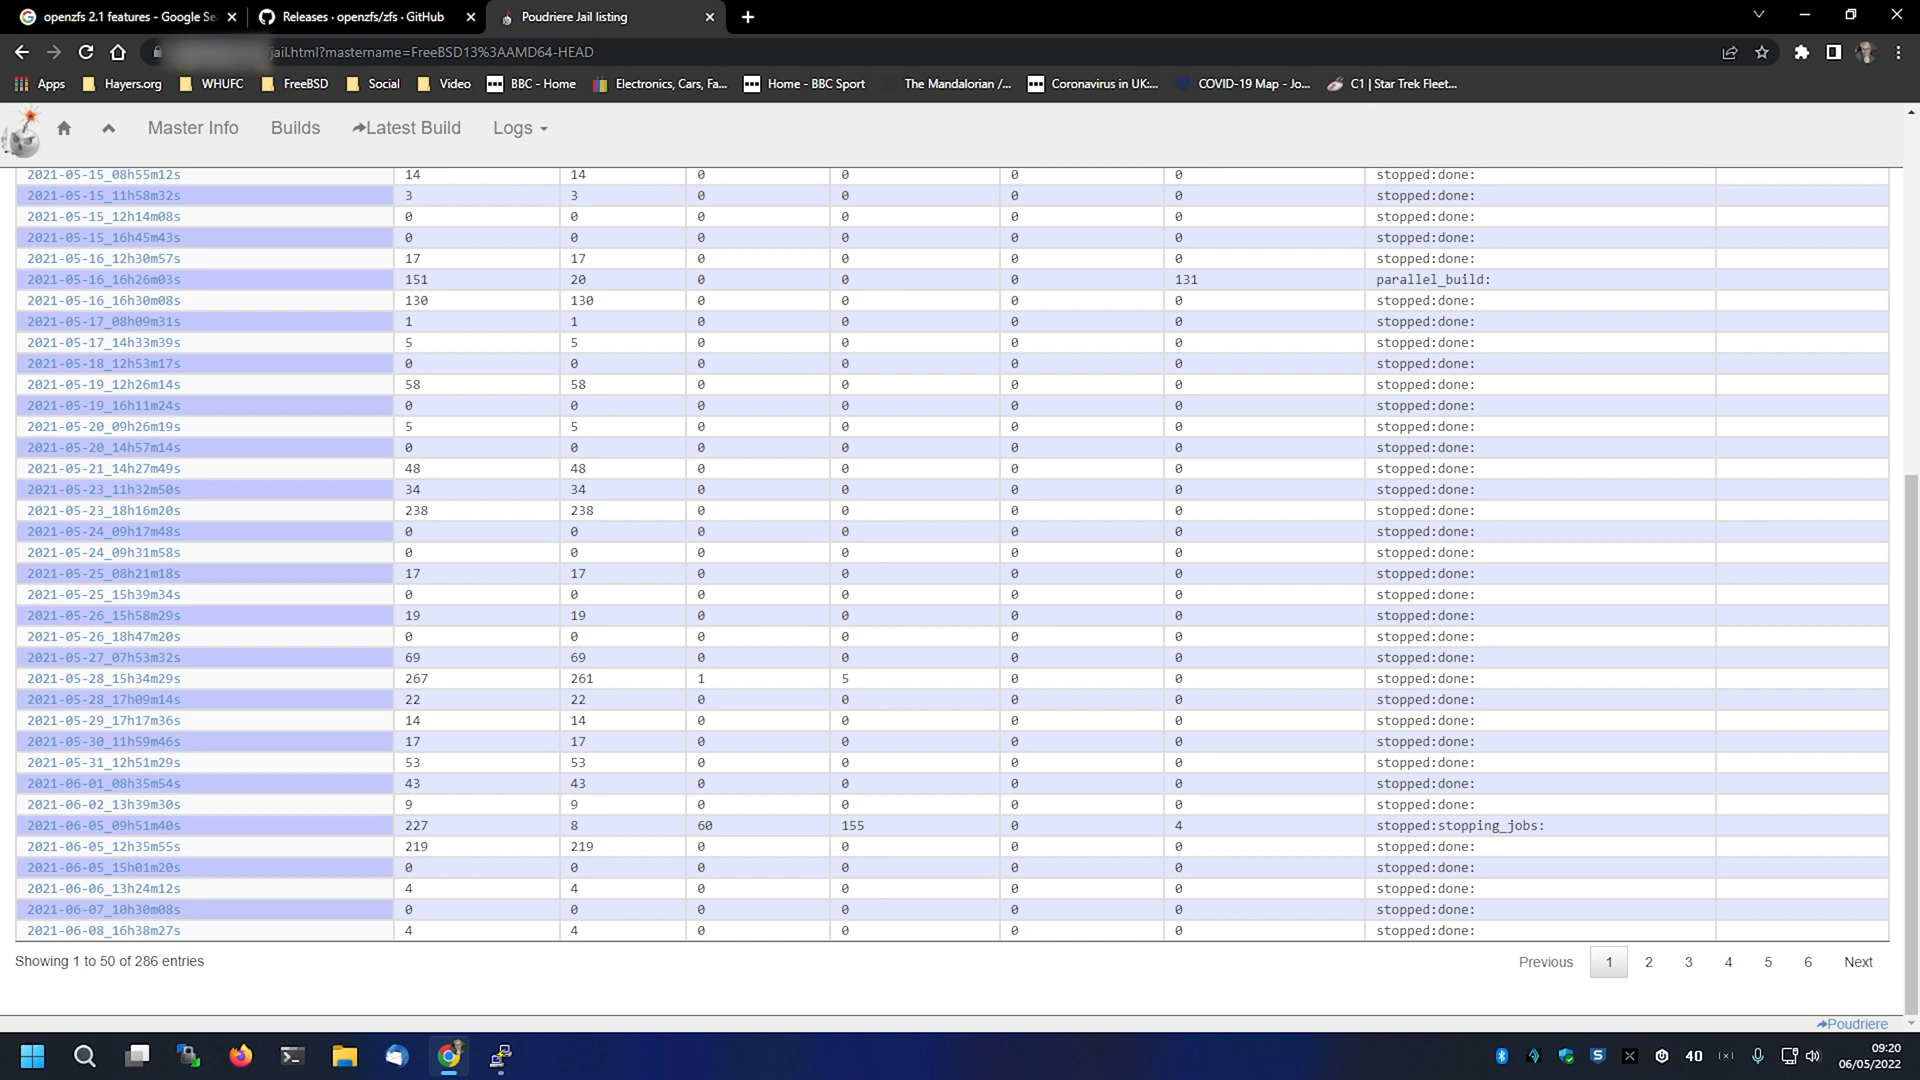 openzfs 2.1 features - Google Se
Releases · openzfs/zfs · GitHub
Poudriere Jail listing
jail.html?mastername=FreeBSD13%3AAMD64-HEAD
Apps Hayers.org WHUFC FreeBSD Social Video BBC - Home Electronics, Cars, Fa... Home - BBC Sport The Mandalorian /... Coronavirus in UK:... COVID-19 Map - Jo... C1 | Star Trek Fleet...
Master Info Builds Latest Build Logs
2021-05-15_08h55m12s 14 14 0 0 0 0 stopped:done:
2021-05-15_11h58m32s 3 3 0 0 0 0 stopped:done:
2021-05-15_12h14m08s 0 0 0 0 0 0 stopped:done:
2021-05-15_16h45m43s 0 0 0 0 0 0 stopped:done:
2021-05-16_12h30m57s 17 17 0 0 0 0 stopped:done:
2021-05-16_16h26m03s 151 20 0 0 0 131 parallel_build:
2021-05-16_16h30m08s 130 130 0 0 0 0 stopped:done:
2021-05-17_08h09m31s 1 1 0 0 0 0 stopped:done:
2021-05-17_14h33m39s 5 5 0 0 0 0 stopped:done:
2021-05-18_12h53m17s 0 0 0 0 0 0 stopped:done:
2021-05-19_12h26m14s 58 58 0 0 0 0 stopped:done:
2021-05-19_16h11m24s 0 0 0 0 0 0 stopped:done:
2021-05-20_09h26m19s 5 5 0 0 0 0 stopped:done:
2021-05-20_14h57m14s 0 0 0 0 0 0 stopped:done:
2021-05-21_14h27m49s 48 48 0 0 0 0 stopped:done:
2021-05-23_11h32m50s 34 34 0 0 0 0 stopped:done:
2021-05-23_18h16m20s 238 238 0 0 0 0 stopped:done:
2021-05-24_09h17m48s 0 0 0 0 0 0 stopped:done:
2021-05-24_09h31m58s 0 0 0 0 0 0 stopped:done:
2021-05-25_08h21m18s 17 17 0 0 0 0 stopped:done:
2021-05-25_15h39m34s 0 0 0 0 0 0 stopped:done:
2021-05-26_15h58m29s 19 19 0 0 0 0 stopped:done:
2021-05-26_18h47m20s 0 0 0 0 0 0 stopped:done:
2021-05-27_07h53m32s 69 69 0 0 0 0 stopped:done:
2021-05-28_15h34m29s 267 261 1 5 0 0 stopped:done:
2021-05-28_17h09m14s 22 22 0 0 0 0 stopped:done:
2021-05-29_17h17m36s 14 14 0 0 0 0 stopped:done:
2021-05-30_11h59m46s 17 17 0 0 0 0 stopped:done:
2021-05-31_12h51m29s 53 53 0 0 0 0 stopped:done:
2021-06-01_08h35m54s 43 43 0 0 0 0 stopped:done:
2021-06-02_13h39m30s 9 9 0 0 0 0 stopped:done:
2021-06-05_09h51m40s 227 8 60 155 0 4 stopped:stopping_jobs:
2021-06-05_12h35m55s 219 219 0 0 0 0 stopped:done:
2021-06-05_15h01m20s 0 0 0 0 0 0 stopped:done:
2021-06-06_13h24m12s 4 4 0 0 0 0 stopped:done:
2021-06-07_10h30m08s 0 0 0 0 0 0 stopped:done:
2021-06-08_16h38m27s 4 4 0 0 0 0 stopped:done:
Showing 1 to 50 of 286 entries
Previous 1 2 3 4 5 6 Next
Poudriere
40
09:20
06/05/2022